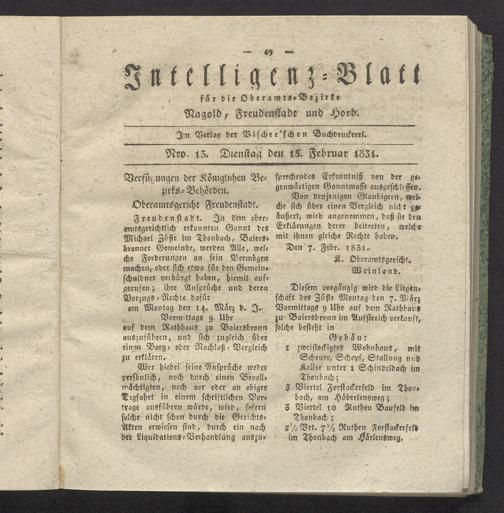 — 49 —
Intelligenz-Blatt
für die Oberamts-Bezirke
Nagold, Freudenstadt und Horb.
Im Verlag der Vischer'schen Buchdruckerei.
Nro. 13. Dienstag den 15. Februar 1831.
Verfügungen der Königlichen Be-
zirks-Behörden.
Oberamtsgericht Freudenstadt.
Freudenstadt. In dem ober-
amtsgerichtlich erkannten Gannt des
Michael Züfle im Thonbach, Baiers-
bronner Gemeinde, werden Alle, wel-
che Forderungen an sein Vermögen
machen, oder sich etwa für den Gemein-
schuldner verbürgt haben, hiemit auf-
gerufen; ihre Ansprüche und deren
Vorzugs-Rechte dafür
am Montag den 14. März d. J.
Vormittags 9 Uhr
auf dem Rathhaus zu Baiersbronn
auszuführen, und sich zugleich über
einen Borg- oder Nachlaß-Vergleich
zu erklären.
Wer hiebei seine Ansprüche weder
persönlich, noch durch einen Bevoll-
mächtigten, noch vor oder an obiger
Tagfahrt in einem schriftlichen Vor-
trage ausführen würde, wird, sofern
solche nicht schon durch die Gerichts-
Akten erwiesen sind, durch ein nach
der Liquidations-Verhandlung auszu-
sprechendes Erkenntniß von der ge-
genwärtigen Ganntmasse ausgeschlossen.
Von denjenigen Gläubigern, wel-
che sich über einen Vergleich nicht ge-
äußert, wird angenommen, daß sie den
Erklärungen derer beitreten, welche
mit ihnen gleiche Rechte haben.
Den 7. Febr. 1831.
K. Oberamtsgericht.
Weinland.
Diesem vorgängig wird die Liegen-
schaft des Züfle Montag den 7. März
Vormittags 9 Uhr auf dem Rathhaus
zu Baiersbronn im Aufstreich verkauft,
solche besteht in
Gebäu:
1 zweistockigtes Wohnhaus, mit
Scheure, Schopf, Stallung und
Keller unter 1 Schindeldach im
Thonbach;
3 Viertel Forstackerfeld im Thon-
bach, am Höberlensweg;
3 Viertel 10 Ruthen Baufeld im
Thonbach;
2½ Vrt. 7⅝ Ruthen Forstackerfeld
im Thonbach am Härlensweg.